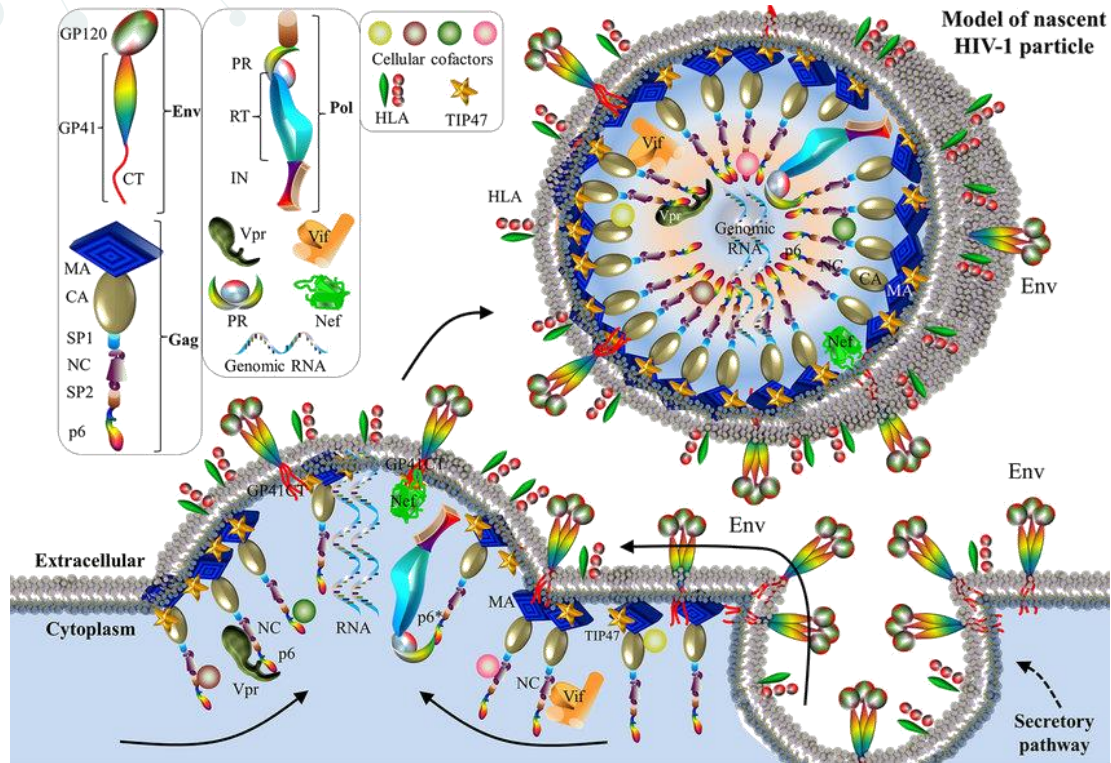 GP120
GP41
CT
Env
MA
CA
SP1
NC
SP2
p6
Gag
PR
RT
IN
Pol
Vpr
Vif
PR
Nef
Genomic RNA
Cellular cofactors
HLA
TIP47
Model of nascent
HIV-1 particle
HLA
Vif
Vpr
Genomic
RNA
p6
NC
CA
MA
Nef
Env
GP41CT
GP41CT
Nef
Extracellular
Cytoplasm
NC
p6
Vpr
RNA
p6
MA
NC
Vif
TIP47
Env
Env
Secretory
pathway